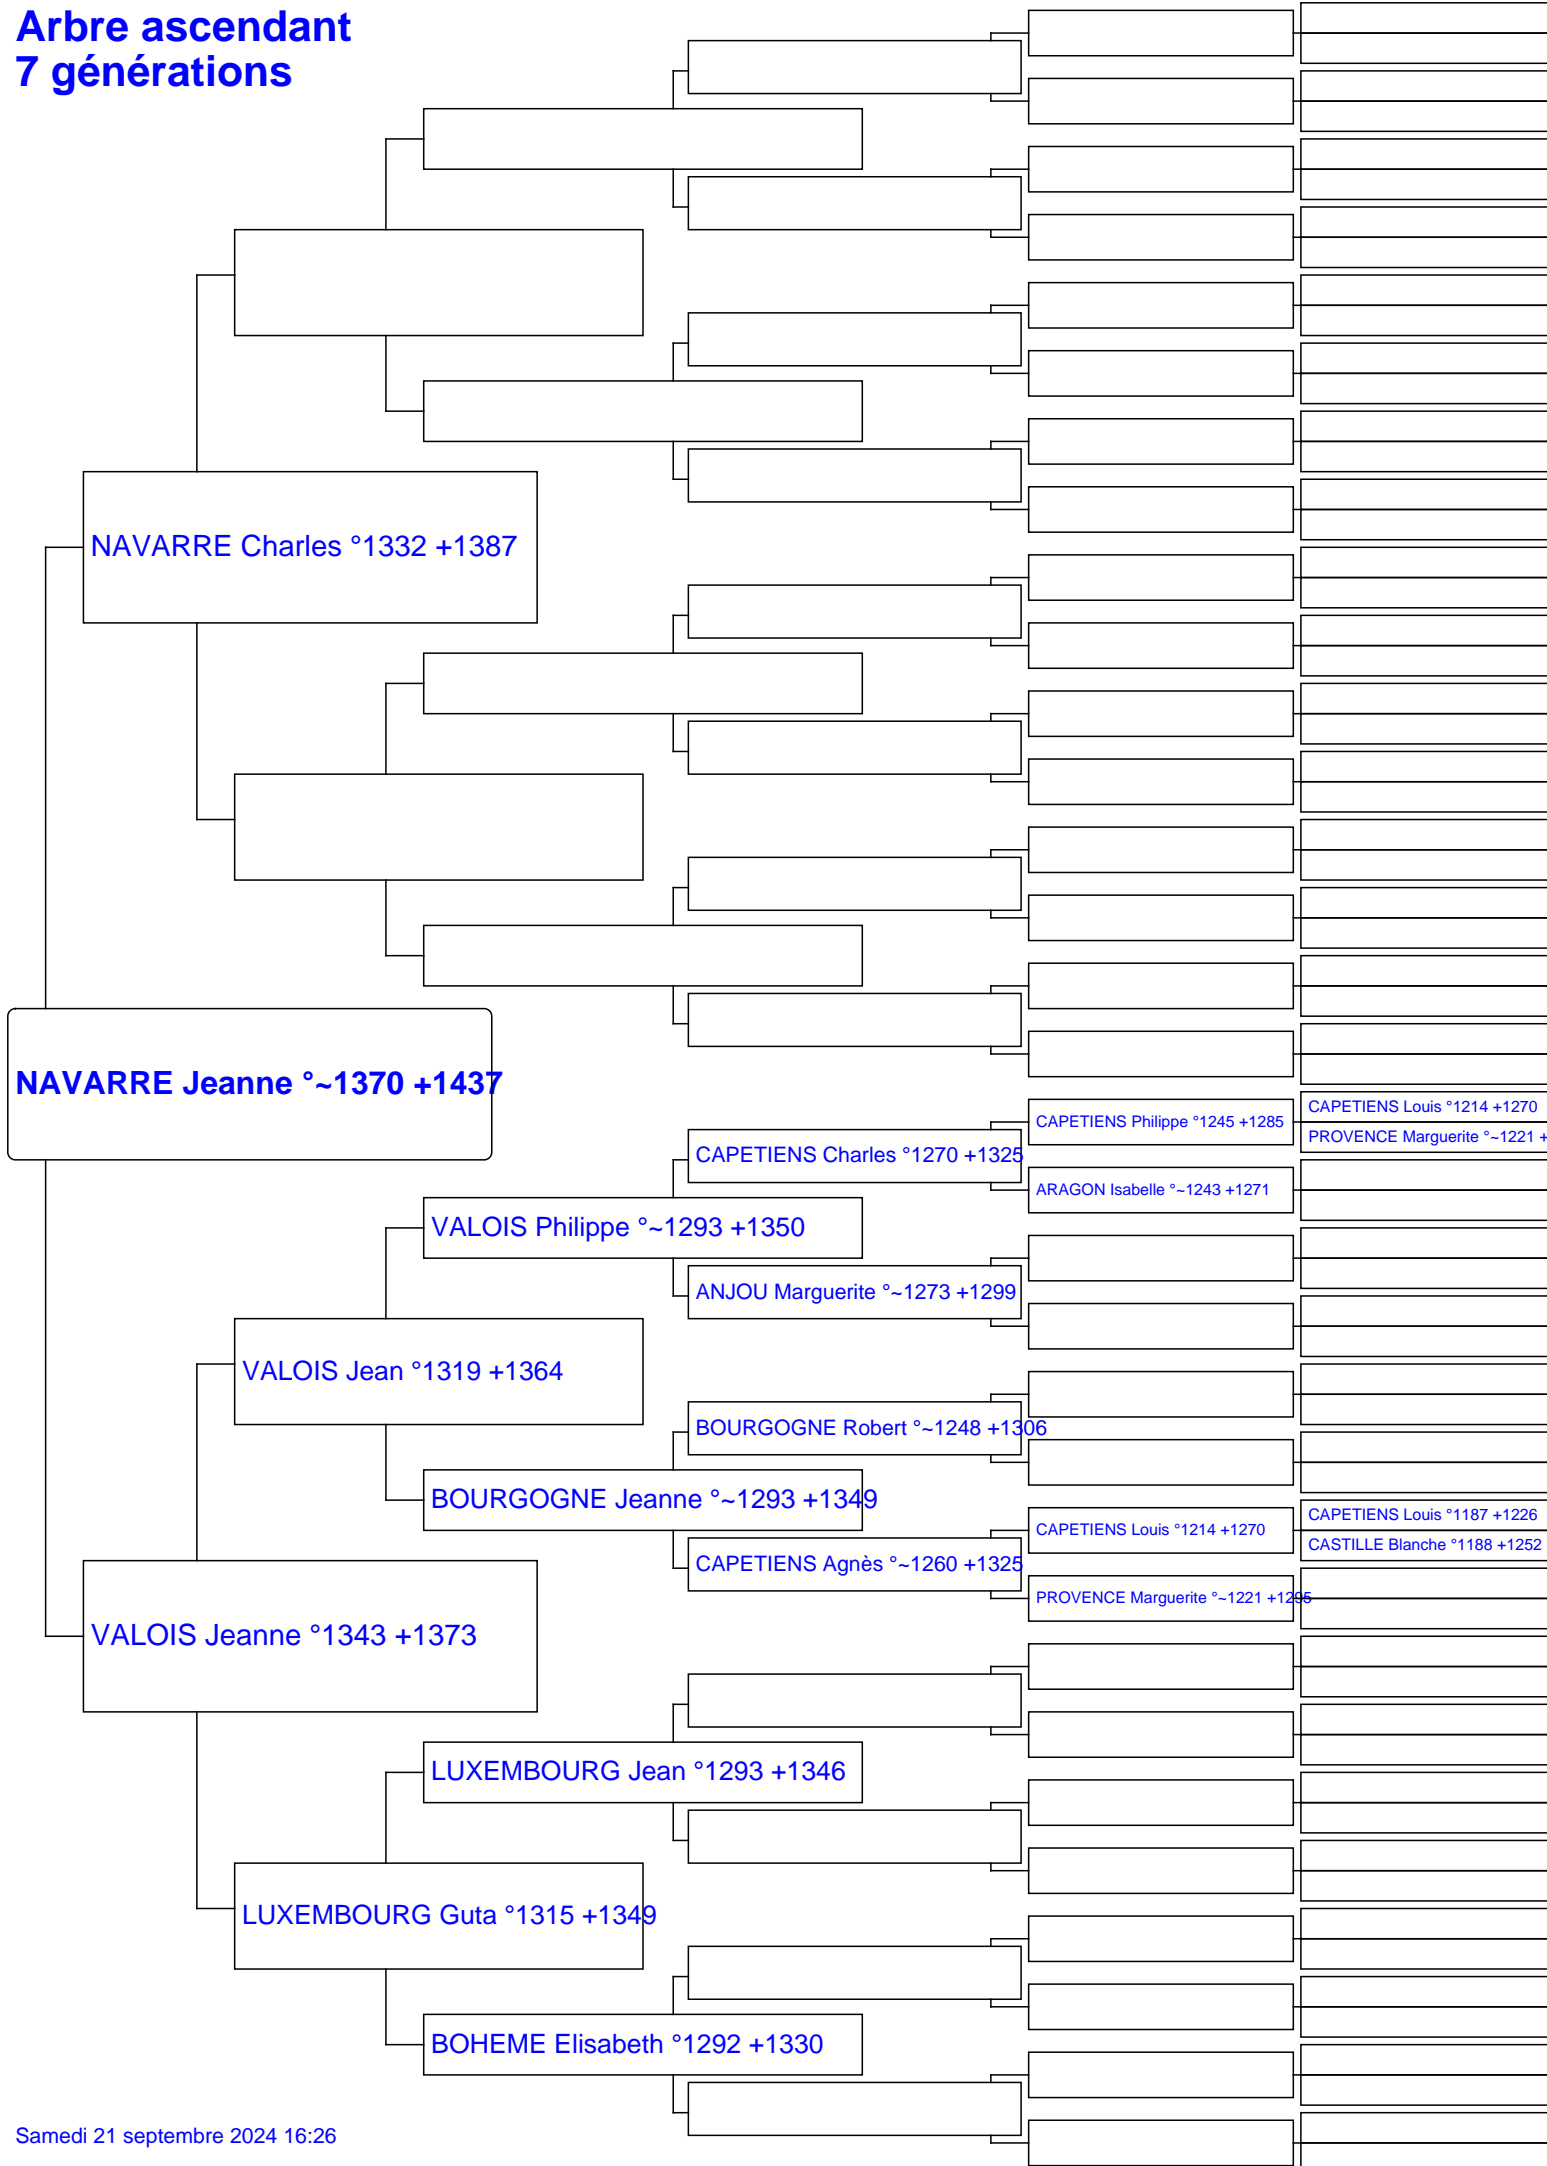 Arbre ascendant
7 générations
NAVARRE Charles °1332 +1387
NAVARRE Jeanne °~1370 +1437
CAPETIENS Philippe °1245 +1285
CAPETIENS Louis °1214 +1270
PROVENCE Marguerite °~1221 +
CAPETIENS Charles °1270 +1325
ARAGON Isabelle °~1243 +1271
VALOIS Philippe °~1293 +1350
ANJOU Marguerite °~1273 +1299
VALOIS Jean °1319 +1364
BOURGOGNE Robert °~1248 +1306
BOURGOGNE Jeanne °~1293 +1349
CAPETIENS Louis °1214 +1270
CAPETIENS Louis °1187 +1226
CASTILLE Blanche °1188 +1252
CAPETIENS Agnès °~1260 +1325
PROVENCE Marguerite °~1221 +1295
VALOIS Jeanne °1343 +1373
LUXEMBOURG Jean °1293 +1346
LUXEMBOURG Guta °1315 +1349
BOHEME Elisabeth °1292 +1330
Samedi 21 septembre 2024 16:26